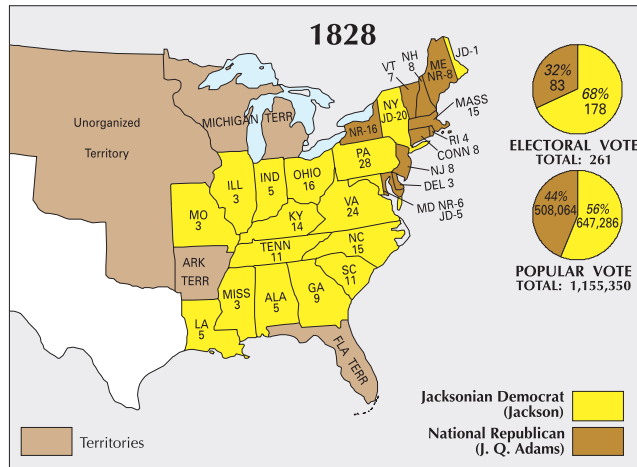 1828
Unorganized
Territory
MICHIGAN TERR
VT
7
NH
8
ME
NR-8
JD-1
NY
JD-20
NR-16
MASS
15
RI 4
CONN 8
NJ 8
DEL 3
MD NR-6
JD-5
PA
28
OHIO
16
IND
5
ILL
3
MO
3
KY
14
VA
24
TENN
11
NC
15
SC
11
ARK
TERR
MISS
3
ALA
5
GA
9
LA
5
FLA TERR
32%
83
68%
178
ELECTORAL VOTE
TOTAL: 261
44%
508,064
56%
647,286
POPULAR VOTE
TOTAL: 1,155,350
Territories
Jacksonian Democrat
(Jackson)
National Republican
(J. Q. Adams)